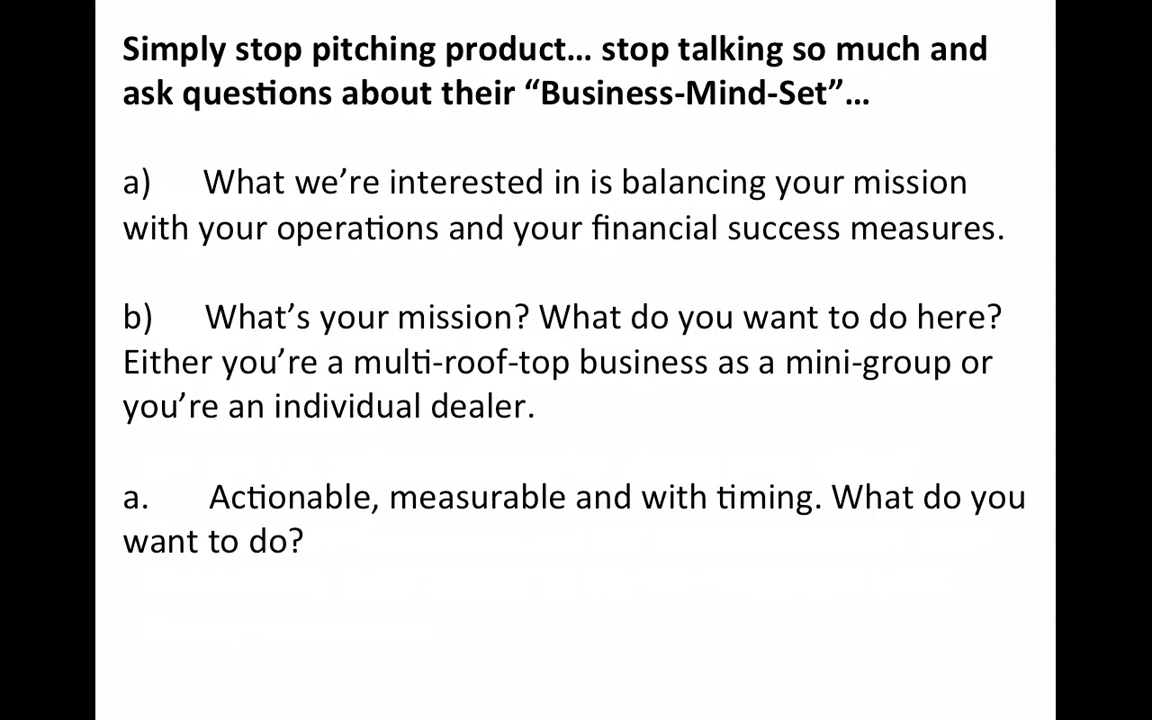 Simply stop pitching product… stop talking so much and
ask questions about their “Business-Mind-Set”…
a) What we’re interested in is balancing your mission
with your operations and your financial success measures.
b) What’s your mission? What do you want to do here?
Either you’re a multi-roof-top business as a mini-group or
you’re an individual dealer.
a. Actionable, measurable and with timing. What do you
want to do?